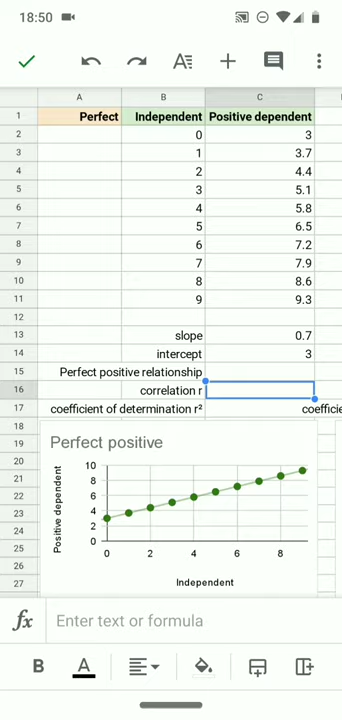 18:50
A B C
1 Perfect Independent Positive dependent
2 0 3
3 1 3.7
4 2 4.4
5 3 5.1
6 4 5.8
7 5 6.5
8 6 7.2
9 7 7.9
10 8 8.6
11 9 9.3
12
13 slope 0.7
14 intercept 3
15 Perfect positive relationship
16 correlation r
17 coefficient of determination r² coefficie
18
19
20
21
22
23
24
25
26
27
Perfect positive
Positive dependent
10
8
6
4
2
0
0 2 4 6 8
Independent
fx Enter text or formula
B A